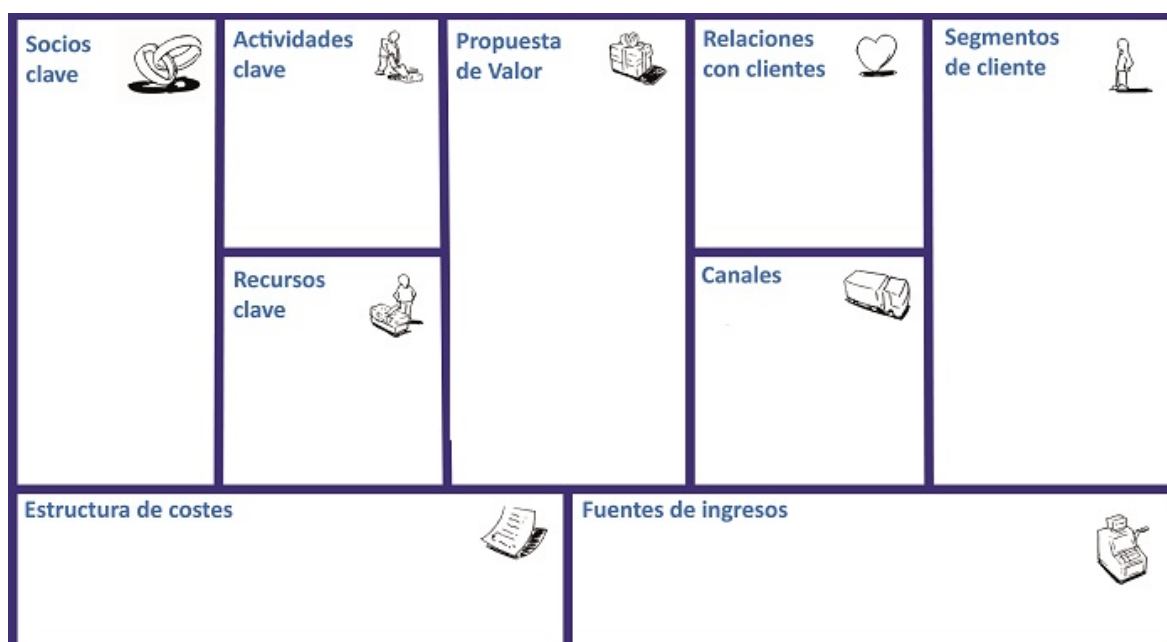 Socios
clave
Actividades
clave
Propuesta
de Valor
Relaciones
con clientes
Segmentos
de cliente
Recursos
clave
Canales
Estructura de costes
Fuentes de ingresos